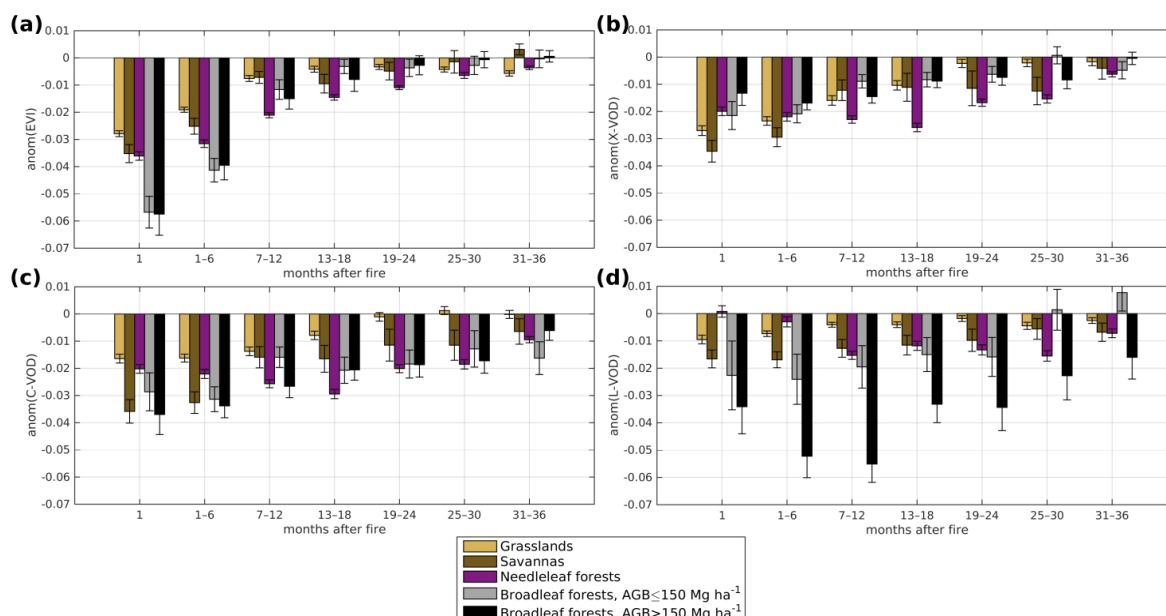 (a)
0.01
0
-0.01
-0.02
-0.03
-0.04
-0.05
-0.06
-0.07
anom(EVI)
1 1–6 7–12 13–18 19–24 25–30 31–36
months after fire
(b)
0.01
0
-0.01
-0.02
-0.03
-0.04
-0.05
-0.06
-0.07
anom(X-VOD)
1 1–6 7–12 13–18 19–24 25–30 31–36
months after fire
(c)
0.01
0
-0.01
-0.02
-0.03
-0.04
-0.05
-0.06
-0.07
anom(C-VOD)
1 1–6 7–12 13–18 19–24 25–30 31–36
months after fire
(d)
0.01
0
-0.01
-0.02
-0.03
-0.04
-0.05
-0.06
-0.07
anom(L-VOD)
1 1–6 7–12 13–18 19–24 25–30 31–36
months after fire
Grasslands
Savannas
Needleleaf forests
Broadleaf forests, AGB≤150 Mg ha⁻¹
Broadleaf forests, AGB>150 Mg ha⁻¹